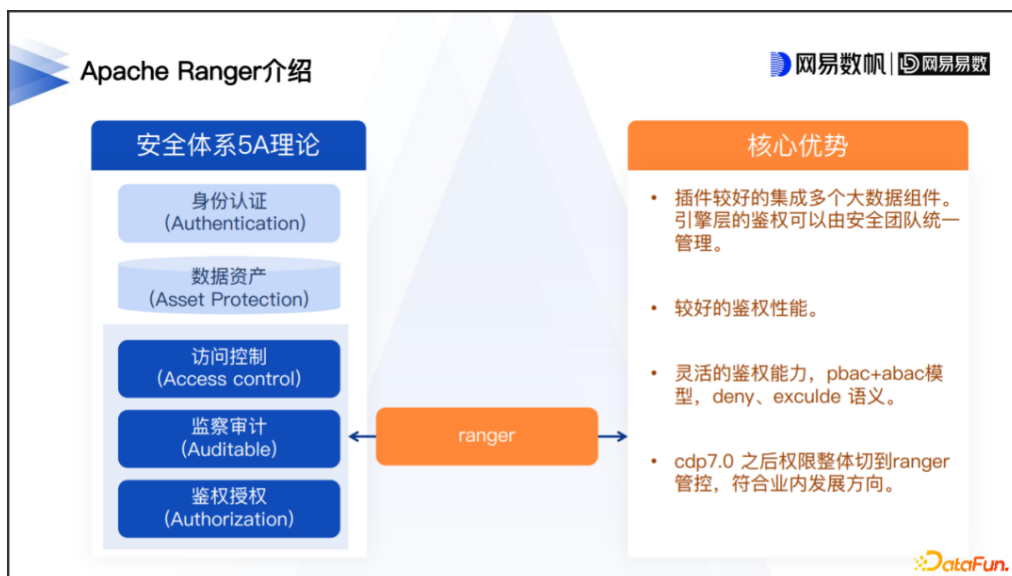 Apache Ranger介绍
网易数帆
网易易数
安全体系5A理论
身份认证
(Authentication)
数据资产
(Asset Protection)
访问控制
(Access control)
监察审计
(Auditable)
鉴权授权
(Authorization)
ranger
核心优势
• 插件较好的集成多个大数据组件。
引擎层的鉴权可以由安全团队统一
管理。
• 较好的鉴权性能。
• 灵活的鉴权能力，pbac+abac模
型，deny、exculde 语义。
• cdp7.0 之后权限整体切到ranger
管控，符合业内发展方向。
DataFun.